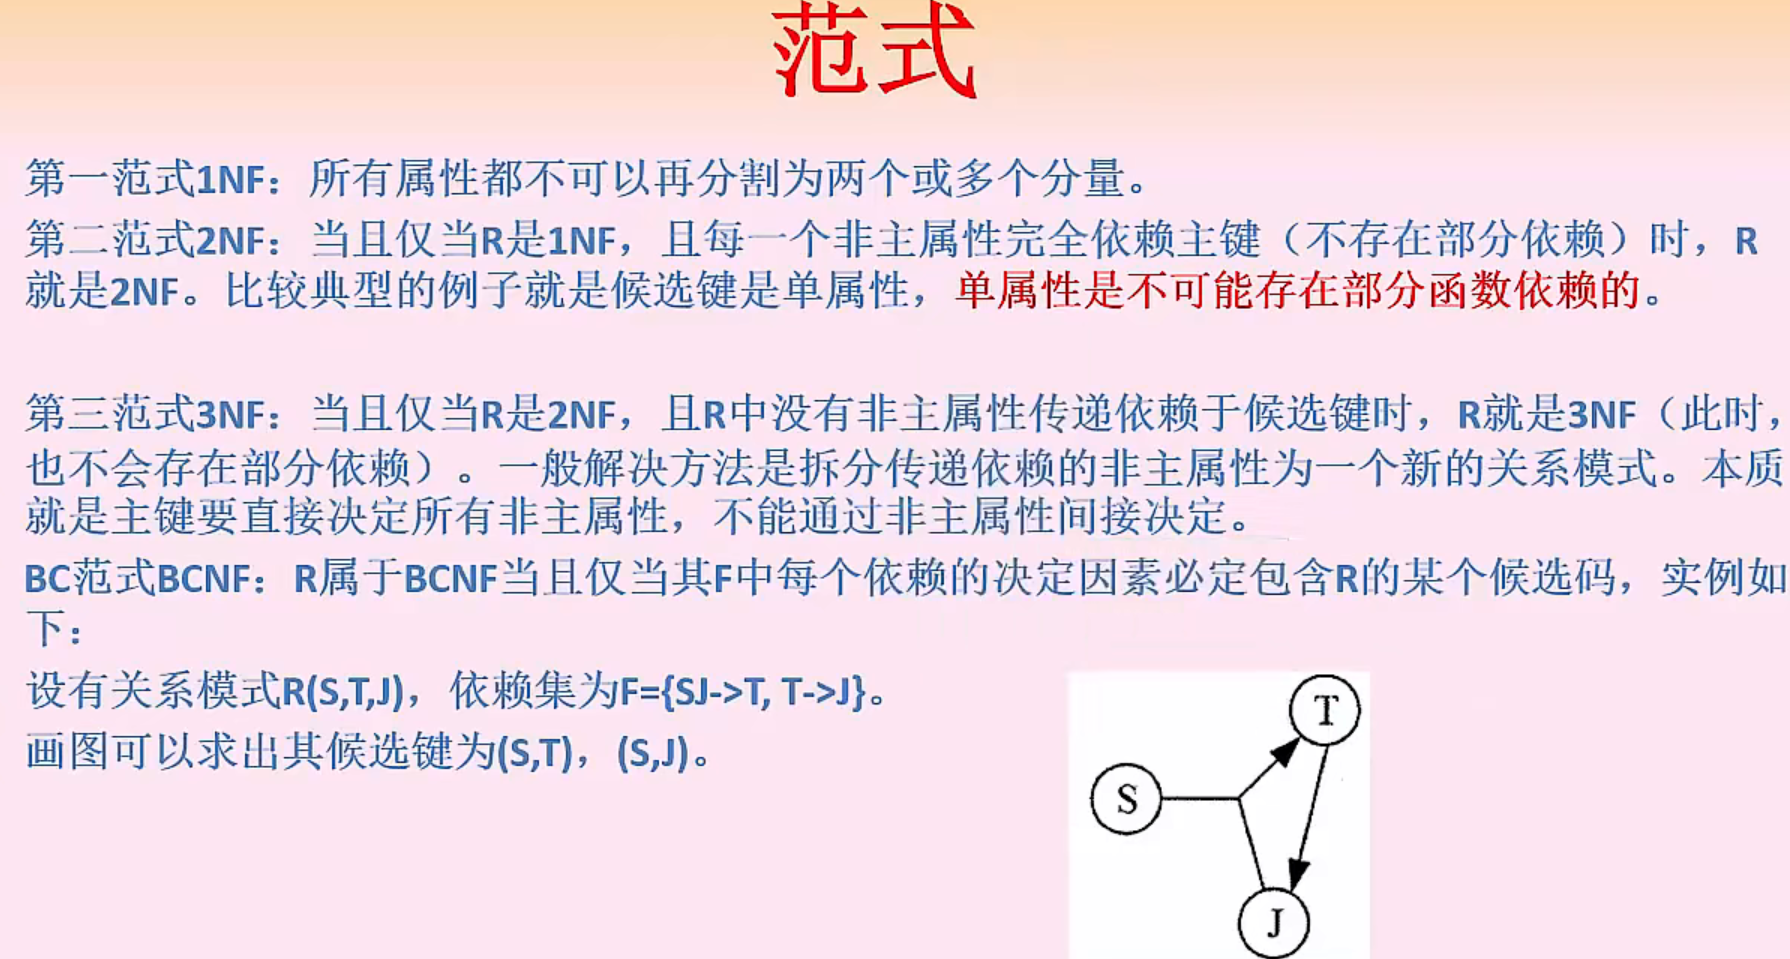 范式
第一范式1NF：所有属性都不可以再分割为两个或多个分量。
第二范式2NF：当且仅当R是1NF，且每一个非主属性完全依赖主键（不存在部分依赖）时，R
就是2NF。比较典型的例子就是候选键是单属性，单属性是不可能存在部分函数依赖的。
第三范式3NF：当且仅当R是2NF，且R中没有非主属性传递依赖于候选键时，R就是3NF（此时，
也不会存在部分依赖）。一般解决方法是拆分传递依赖的非主属性为一个新的关系模式。本质
就是主键要直接决定所有非主属性，不能通过非主属性间接决定。
BC范式BCNF：R属于BCNF当且仅当其F中每个依赖的决定因素必定包含R的某个候选码，实例如
下：
设有关系模式R(S,T,J)，依赖集为F={SJ->T, T->J}。
画图可以求出其候选键为(S,T)，(S,J)。
T
S
J